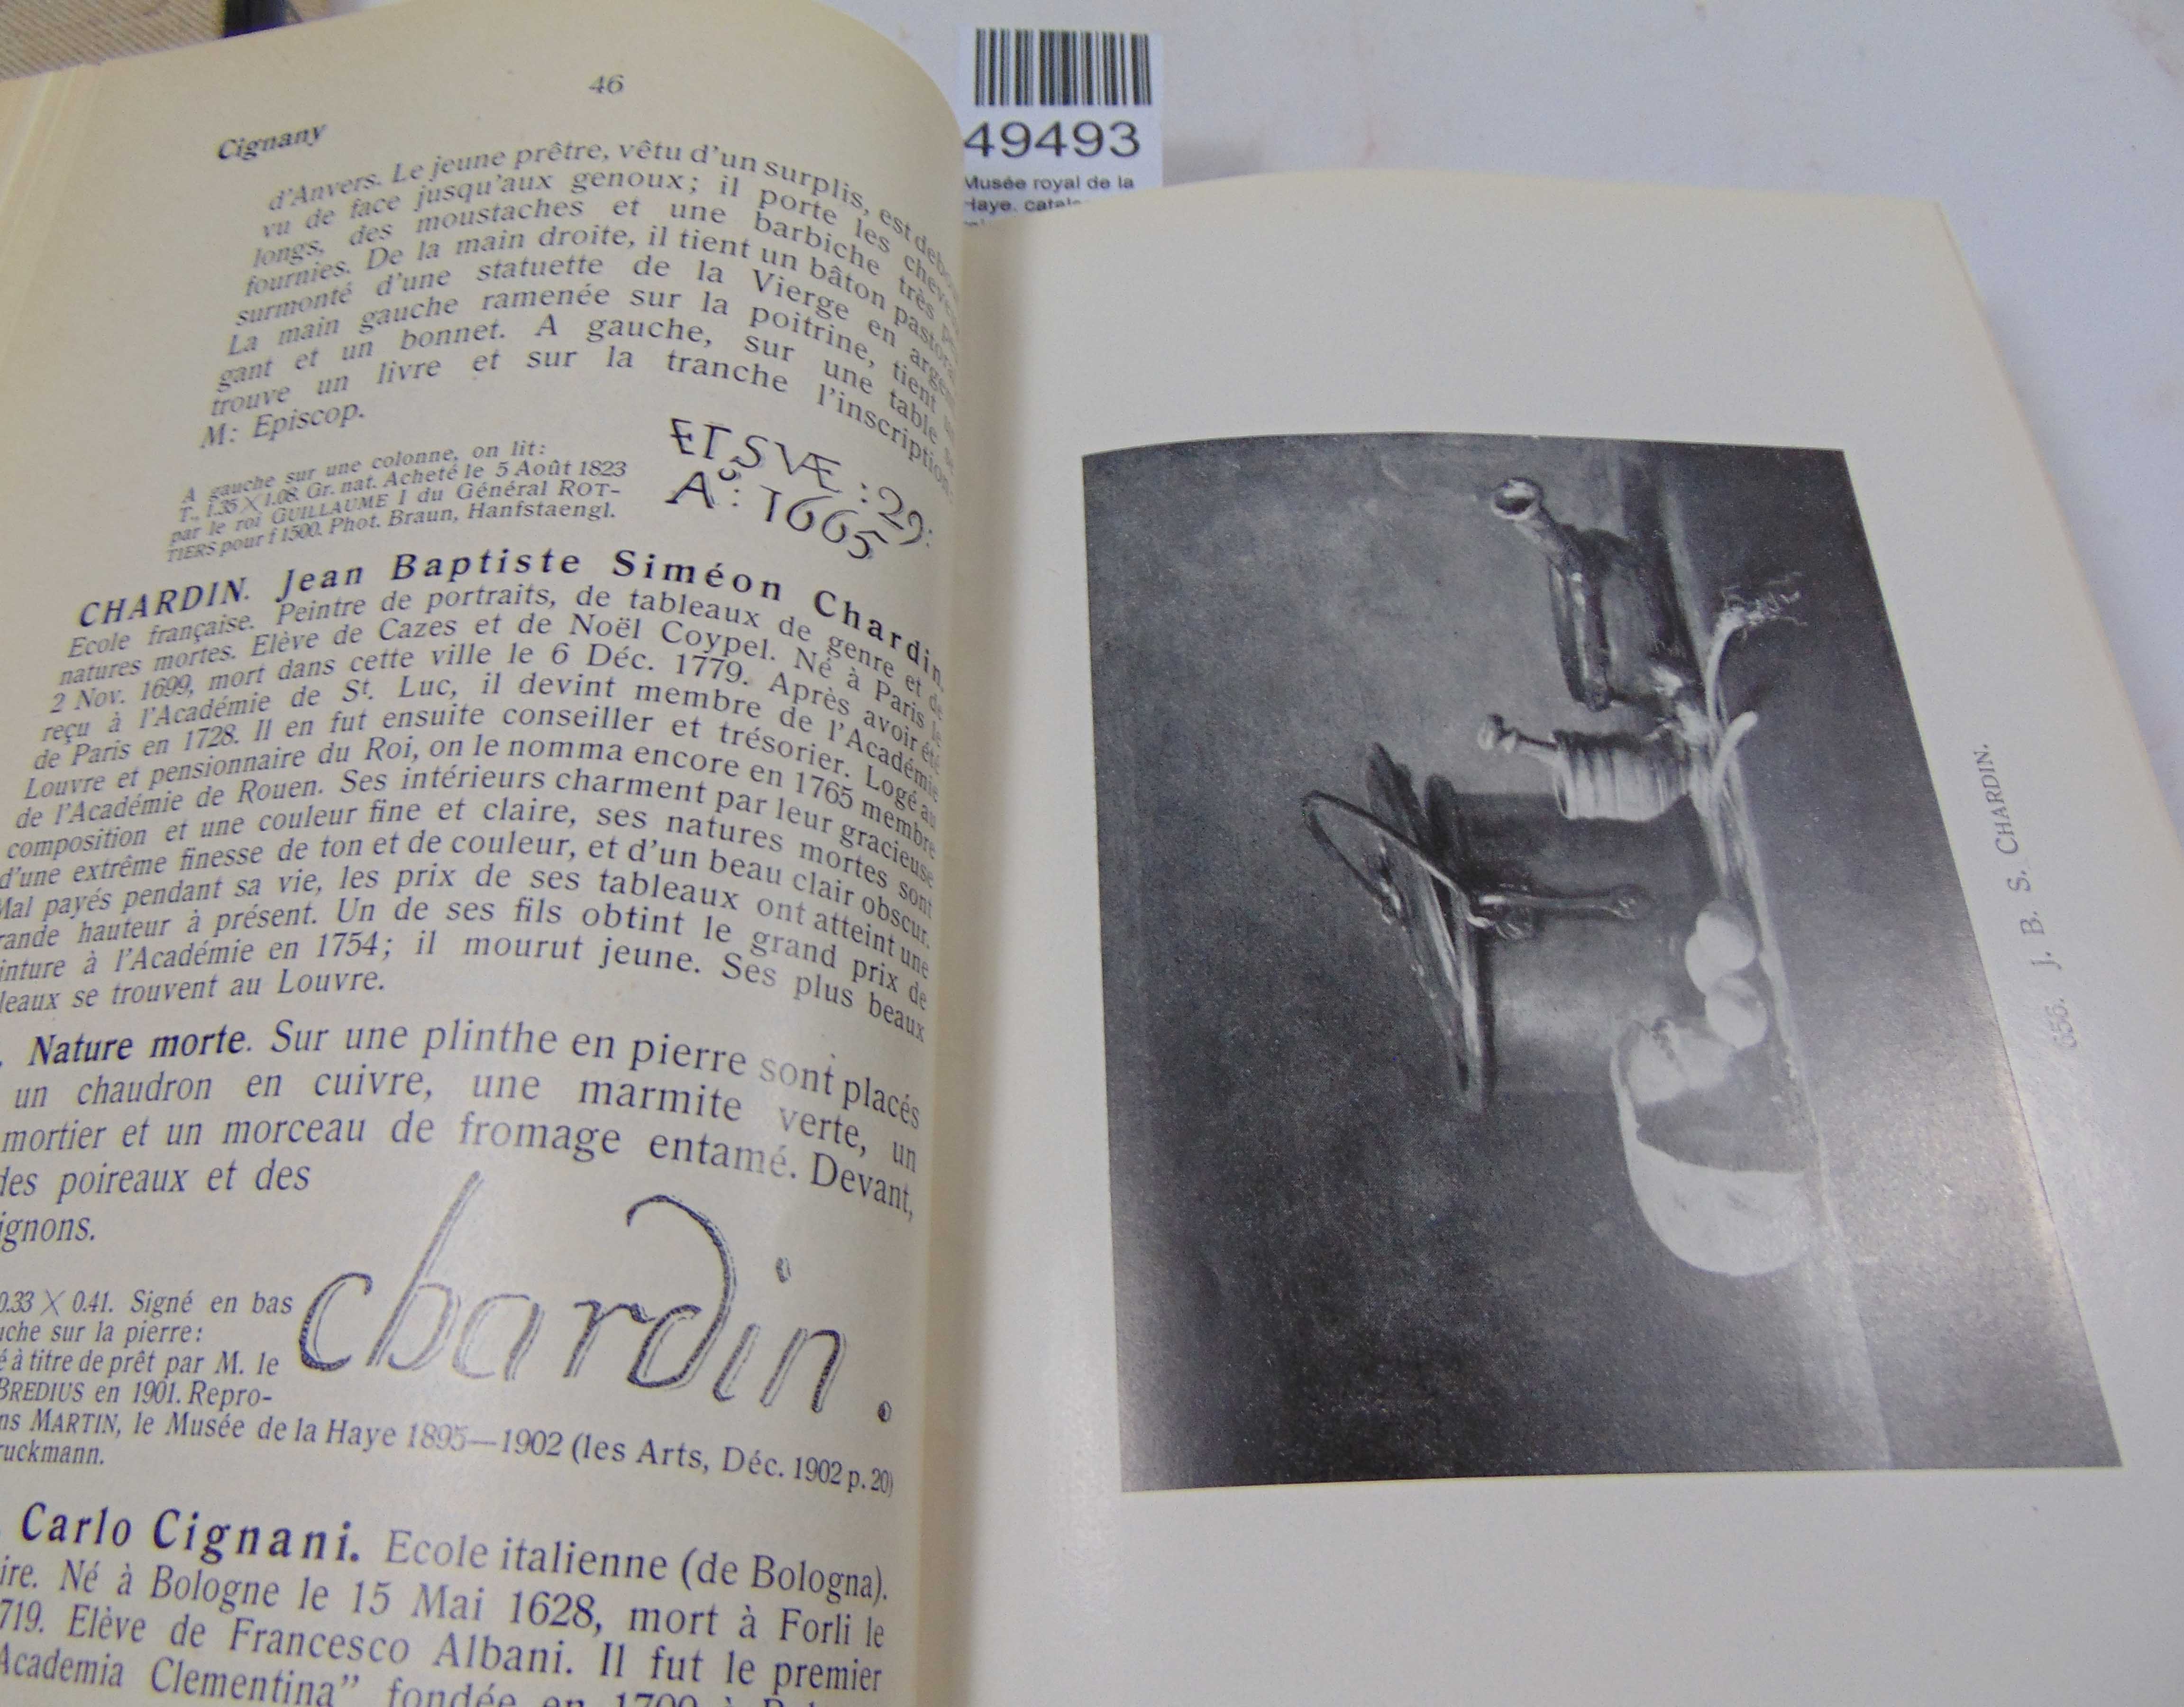 46
Cignany
d'Anvers. Le jeune prêtre, vêtu d'un surplis, est
vu de face jusqu'aux genoux; il porte les
longs, des moustaches et une barbiche très
fournies. De la main droite, il tient un bâton pastoral
surmonté d'une statuette de la Vierge en
La main gauche ramenée sur la poitrine, tient
gant et un bonnet. A gauche, sur une table se
trouve un livre et sur la tranche l'inscription:
M: Episcop.
A gauche sur une colonne, on lit:
T., 1.35 × 1.08. Gr. nat. Acheté le 5 Août 1823
par le roi GUILLAUME I du Général ROT-
TIERS pour f 1500. Phot. Braun, Hanfstaengl.
ETSVÆ : 29:
Aº: 1665
CHARDIN. Jean Baptiste Siméon Chardin.
Ecole française. Peintre de portraits, de tableaux de genre et de
natures mortes. Elève de Cazes et de Noël Coypel. Né à Paris le
2 Nov. 1699, mort dans cette ville le 6 Déc. 1779. Après avoir été
reçu à l'Académie de St. Luc, il devint membre de l'Académie
de Paris en 1728. Il en fut ensuite conseiller et trésorier. Logé au
Louvre et pensionnaire du Roi, on le nomma encore en 1765 membre
de l'Académie de Rouen. Ses intérieurs charment par leur gracieuse
composition et une couleur fine et claire, ses natures mortes sont
d'une extrême finesse de ton et de couleur, et d'un beau clair obscur.
Mal payés pendant sa vie, les prix de ses tableaux ont atteint une
rande hauteur à présent. Un de ses fils obtint le grand prix de
inture à l'Académie en 1754; il mourut jeune. Ses plus beaux
leaux se trouvent au Louvre.
. Nature morte. Sur une plinthe en pierre sont placés
un chaudron en cuivre, une marmite verte, un
mortier et un morceau de fromage entamé. Devant,
des poireaux et des
ignons.
chardin.
0.33 × 0.41. Signé en bas
uche sur la pierre:
é à titre de prêt par M. le
BREDIUS en 1901. Repro-
ns MARTIN, le Musée de la Haye 1895—1902 (les Arts, Déc. 1902 p. 20)
ruckmann.
. Carlo Cignani. Ecole italienne (de Bologna).
ire. Né à Bologne le 15 Mai 1628, mort à Forli le
719. Elève de Francesco Albani. Il fut le premier
Academia Clementina" fondée en 1709 à
49493
Musée royal de la
Haye. catalo
656. J. B. S. CHARDIN.